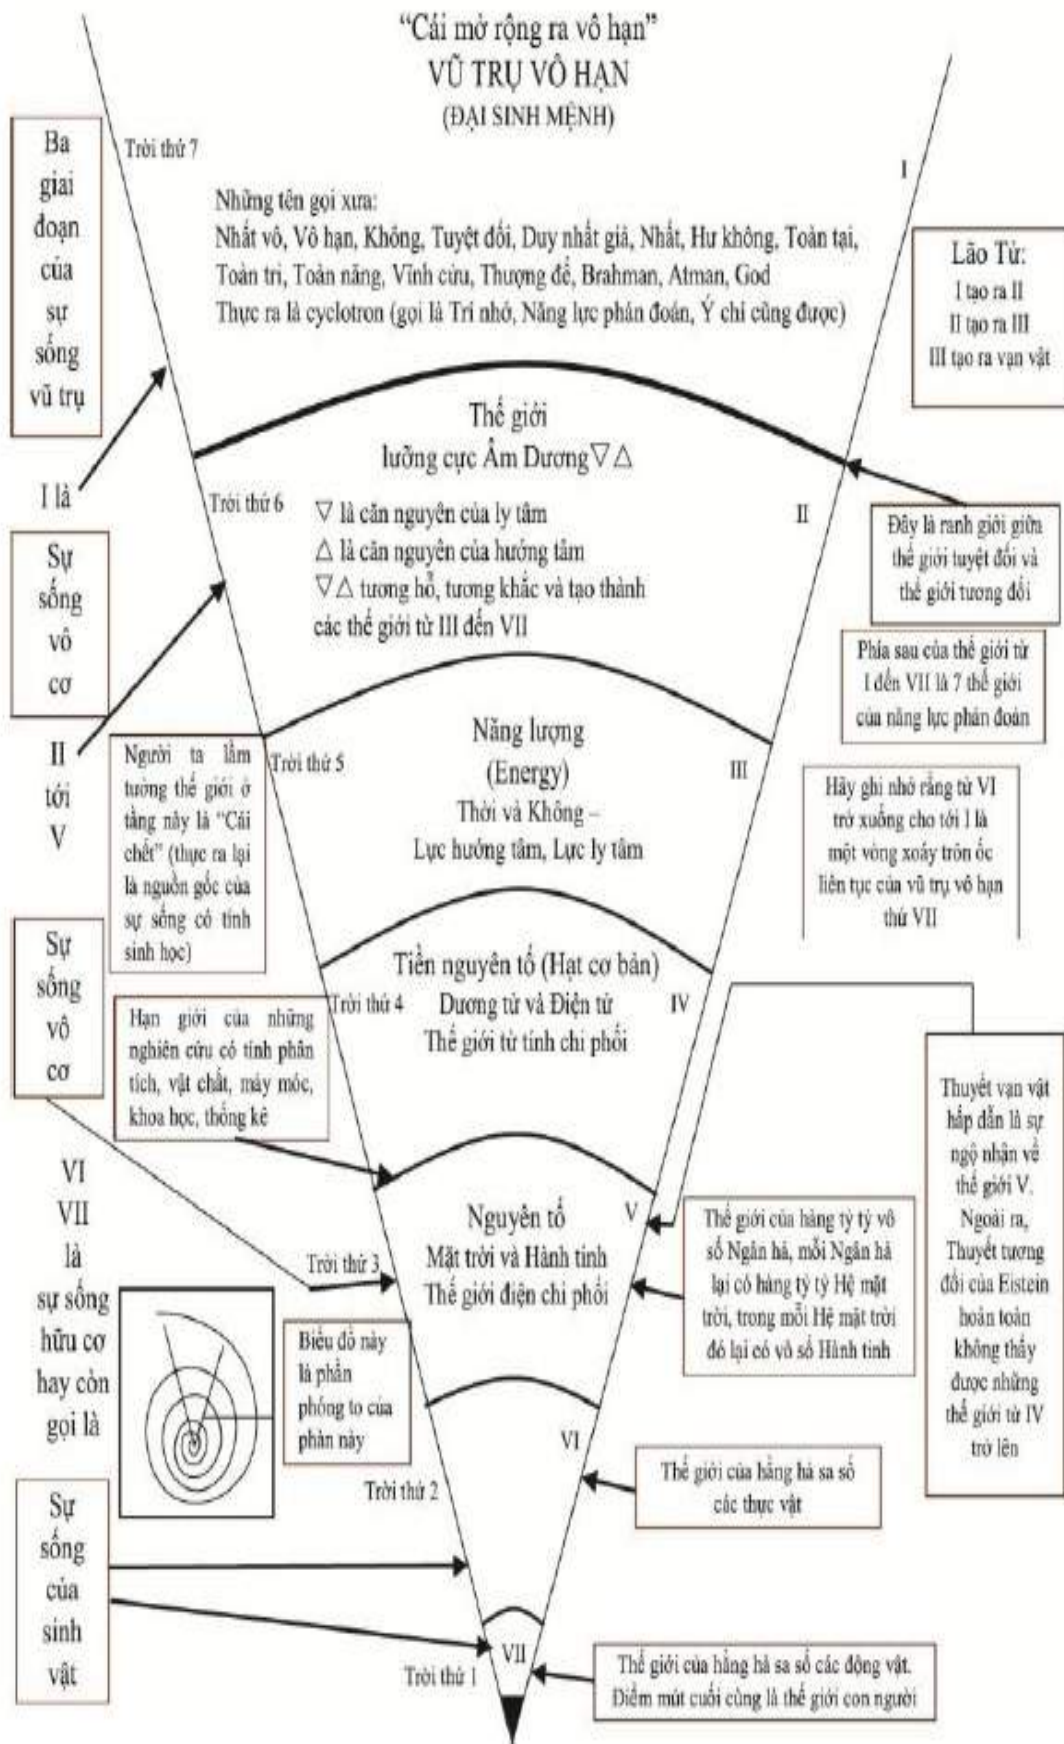 “Cái mở rộng ra vô hạn”
VŨ TRỤ VÔ HẠN
(ĐẠI SINH MỆNH)
Ba
giai
đoạn
của
sự
sống
vũ trụ
Trời thứ 7
I
Những tên gọi xưa:
Nhất vô, Vô hạn, Không, Tuyệt đối, Duy nhất giả, Nhất, Hư không, Toàn tại,
Toàn tri, Toàn năng, Vĩnh cửu, Thượng đế, Brahman, Atman, God
Thực ra là cyclotron (gọi là Trí nhớ, Năng lực phán đoán, Ý chí cũng được)
Lão Tử:
I tạo ra II
II tạo ra III
III tạo ra vạn vật
Thế giới
lưỡng cực Âm Dương ▽ △
I là
Trời thứ 6
II
▽ là căn nguyên của ly tâm
△ là căn nguyên của hướng tâm
▽△ tương hỗ, tương khắc và tạo thành
các thế giới từ III đến VII
Đây là ranh giới giữa
thế giới tuyệt đối và
thế giới tương đối
Sự
sống
vô
cơ
Phía sau của thế giới từ
I đến VII là 7 thế giới
của năng lực phán đoán
II
tới
V
Người ta lầm
tưởng thế giới ở
tầng này là “Cái
chết” (thực ra lại
là nguồn gốc của
sự sống có tính
sinh học)
Trời thứ 5
III
Năng lượng
(Energy)
Thời và Không –
Lực hướng tâm, Lực ly tâm
Hãy ghi nhớ rằng từ VI
trở xuống cho tới I là
một vòng xoáy trôn ốc
liên tục của vũ trụ vô hạn
thứ VII
Sự
sống
vô
cơ
Hạn giới của những
nghiên cứu có tính phân
tích, vật chất, máy móc,
khoa học, thống kê
Trời thứ 4
IV
Tiền nguyên tố (Hạt cơ bản)
Dương tử và Điện tử
Thế giới từ tính chi phối
Thuyết vạn vật
hấp dẫn là sự
ngộ nhận về
thế giới V.
Ngoài ra,
Thuyết tương
đối của Eistein
hoàn toàn
không thấy
được những
thế giới từ IV
trở lên
VI
VII
là
sự sống
hữu cơ
hay còn
gọi là
Trời thứ 3
V
Nguyên tố
Mặt trời và Hành tinh
Thế giới điện chi phối
Thế giới của hàng tỷ tỷ vô
số Ngân hà, mỗi Ngân hà
lại có hàng tỷ tỷ Hệ mặt
trời, trong mỗi Hệ mặt trời
đó lại có vô số Hành tinh
Biểu đồ này
là phần
phóng to của
phần này
Trời thứ 2
VI
Thế giới của hằng hà sa số
các thực vật
Sự
sống
của
sinh
vật
Trời thứ 1
VII
Thế giới của hằng hà sa số các động vật.
Điểm mút cuối cùng là thế giới con người